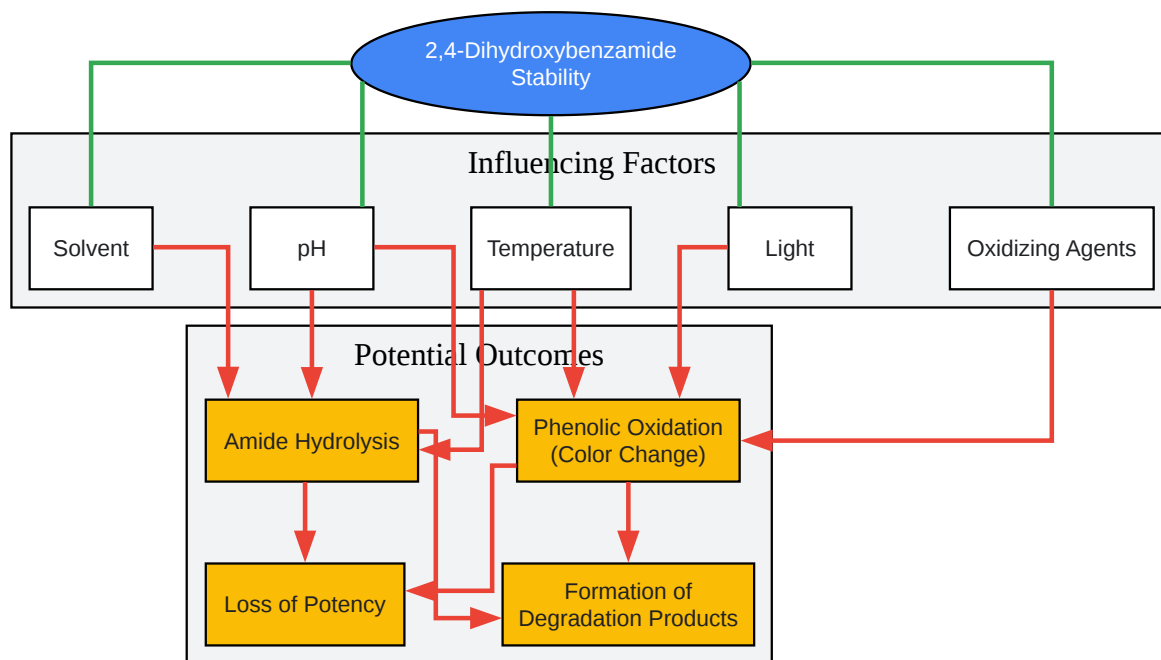 2,4-Dihydroxybenzamide
Stability
Influencing Factors
Solvent
pH
Temperature
Light
Oxidizing Agents
Potential Outcomes
Amide Hydrolysis
Phenolic Oxidation
(Color Change)
Loss of Potency
Formation of
Degradation Products